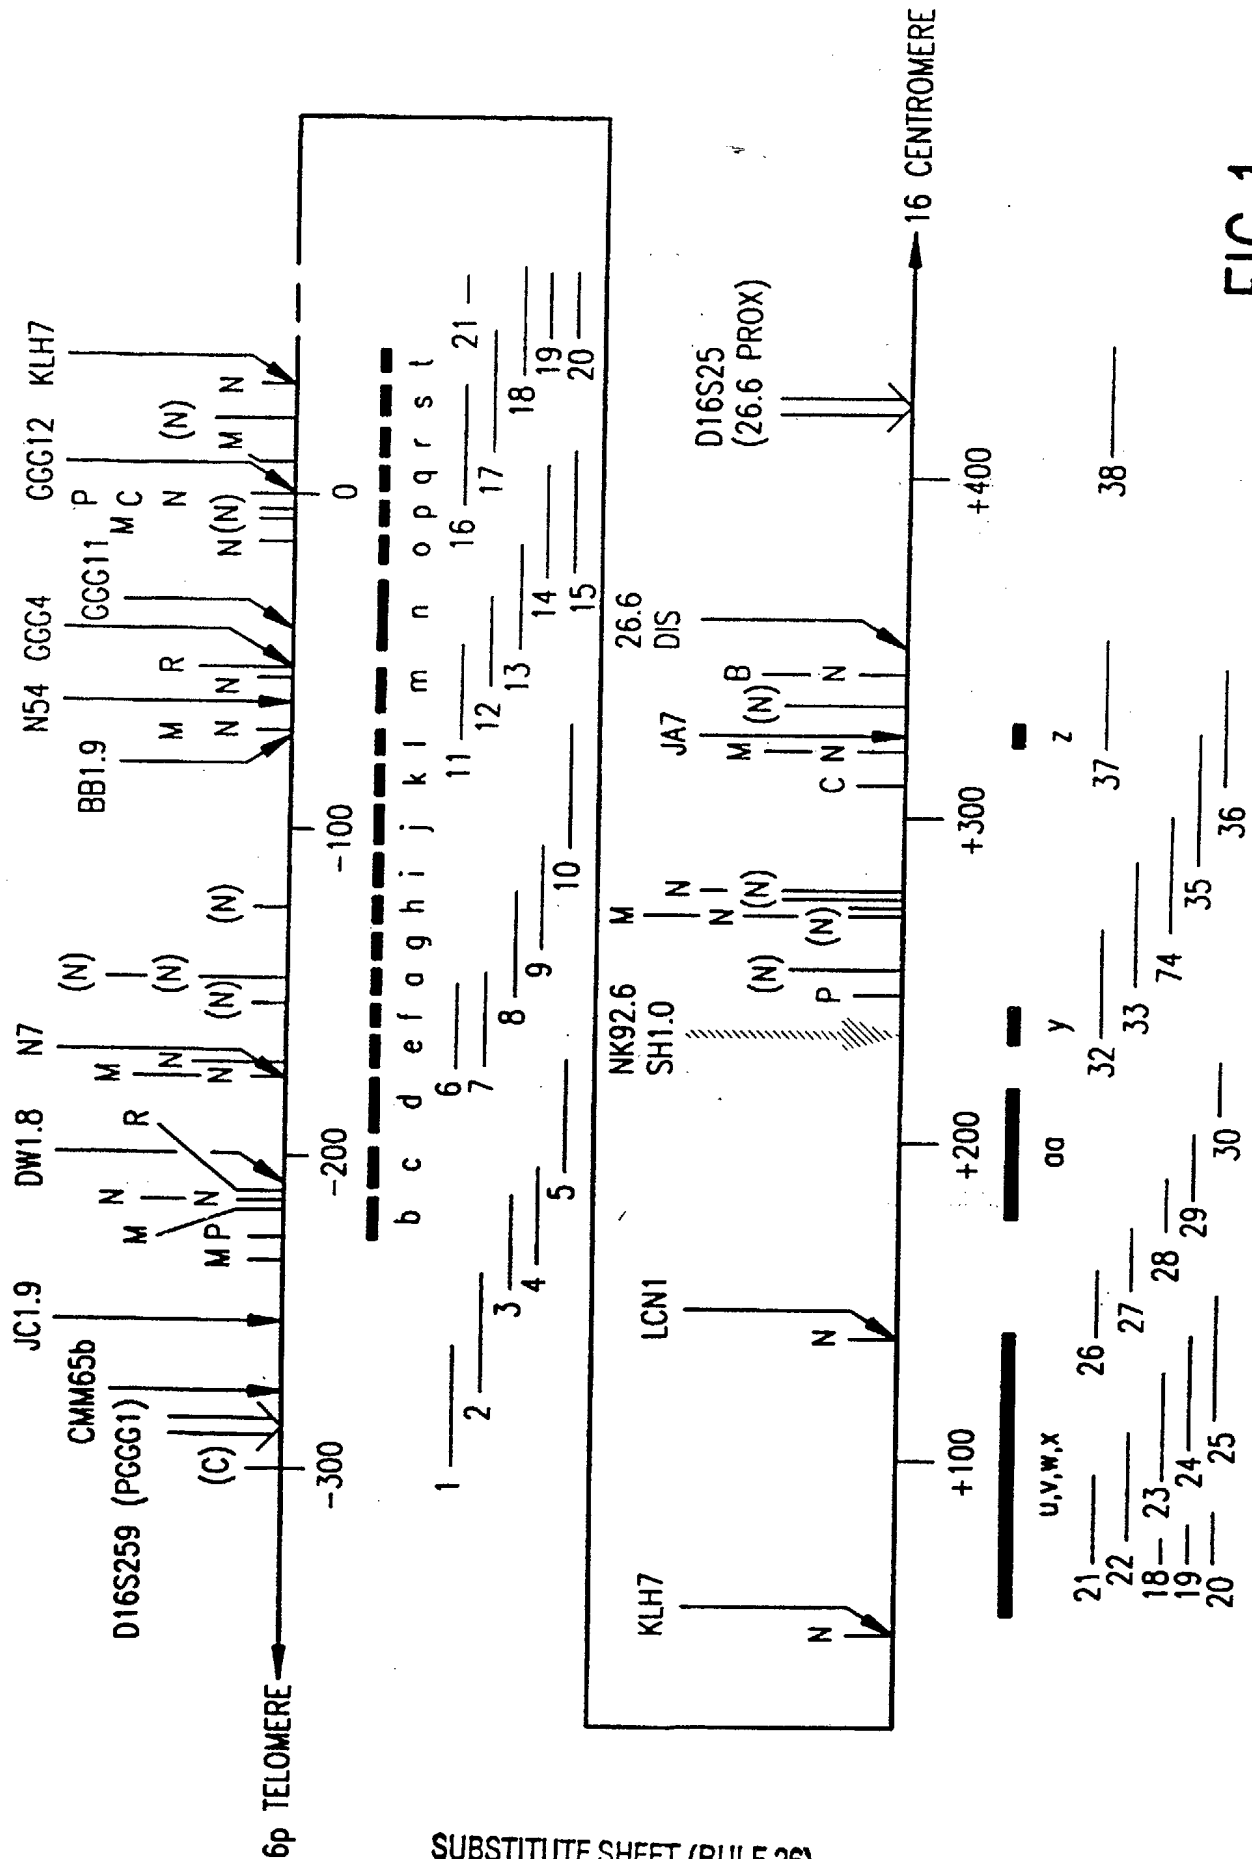 JC1.9 DW1.8 N7 N54 GGG4 GGG12 KLH7
CMM65b BB1.9 GGG11
D16S259 (PGGG1)
M N R M (N) M R P (N)
(C) M P N N N (N) (N) (N) N N N (N) M C N M N
6p TELOMERE
-300 -200 -100 0
b c d e f a g h i j k l m n o p q r s t
1 6 11 16 21
2 7 12 17
3 8 13 18
4 9 14 19
5 10 15 20
KLH7 LCN1 NK92.6 SH1.0 M JA7 26.6 DIS D16S25 (26.6 PROX)
N N P (N) (N) N N (N) C M N (N) B N
16 CENTROMERE
+100 +200 +300 +400
u,v,w,x aa y z
21 26 32 37 38
22 27 33
18 23 28 74
19 24 29 35
20 25 30 36
FIG. 1
SUBSTITUTE SHEET (RULE 26)